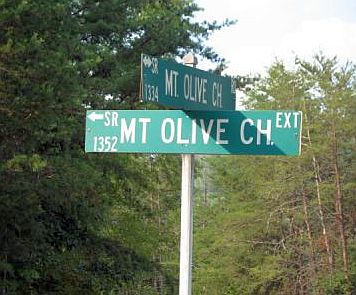 ←SR 1334 MT OLIVE CH.
←SR 1352 MT OLIVE CH. EXT